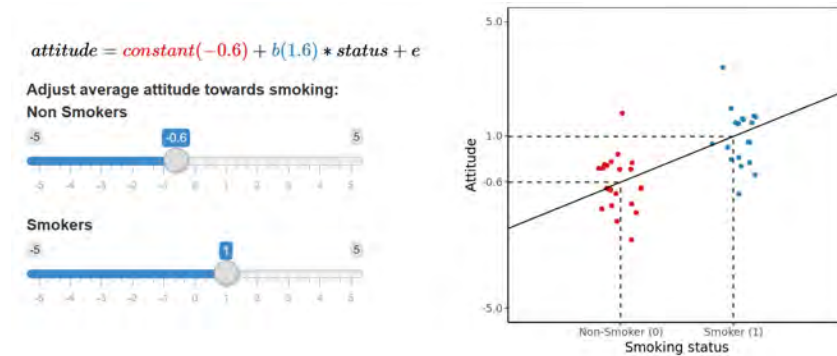 attitude = constant(−0.6) + b(1.6) ∗ status + e
Adjust average attitude towards smoking:
Non Smokers
-5 -0.6 5
-5 -4 -3 -2 -1 0 1 2 3 4 5
Smokers
-5 1 5
-5 -4 -3 -2 -1 0 1 2 3 4 5
5.0
1.0
-0.6
-5.0
Attitude
Non-Smoker (0) Smoker (1)
Smoking status